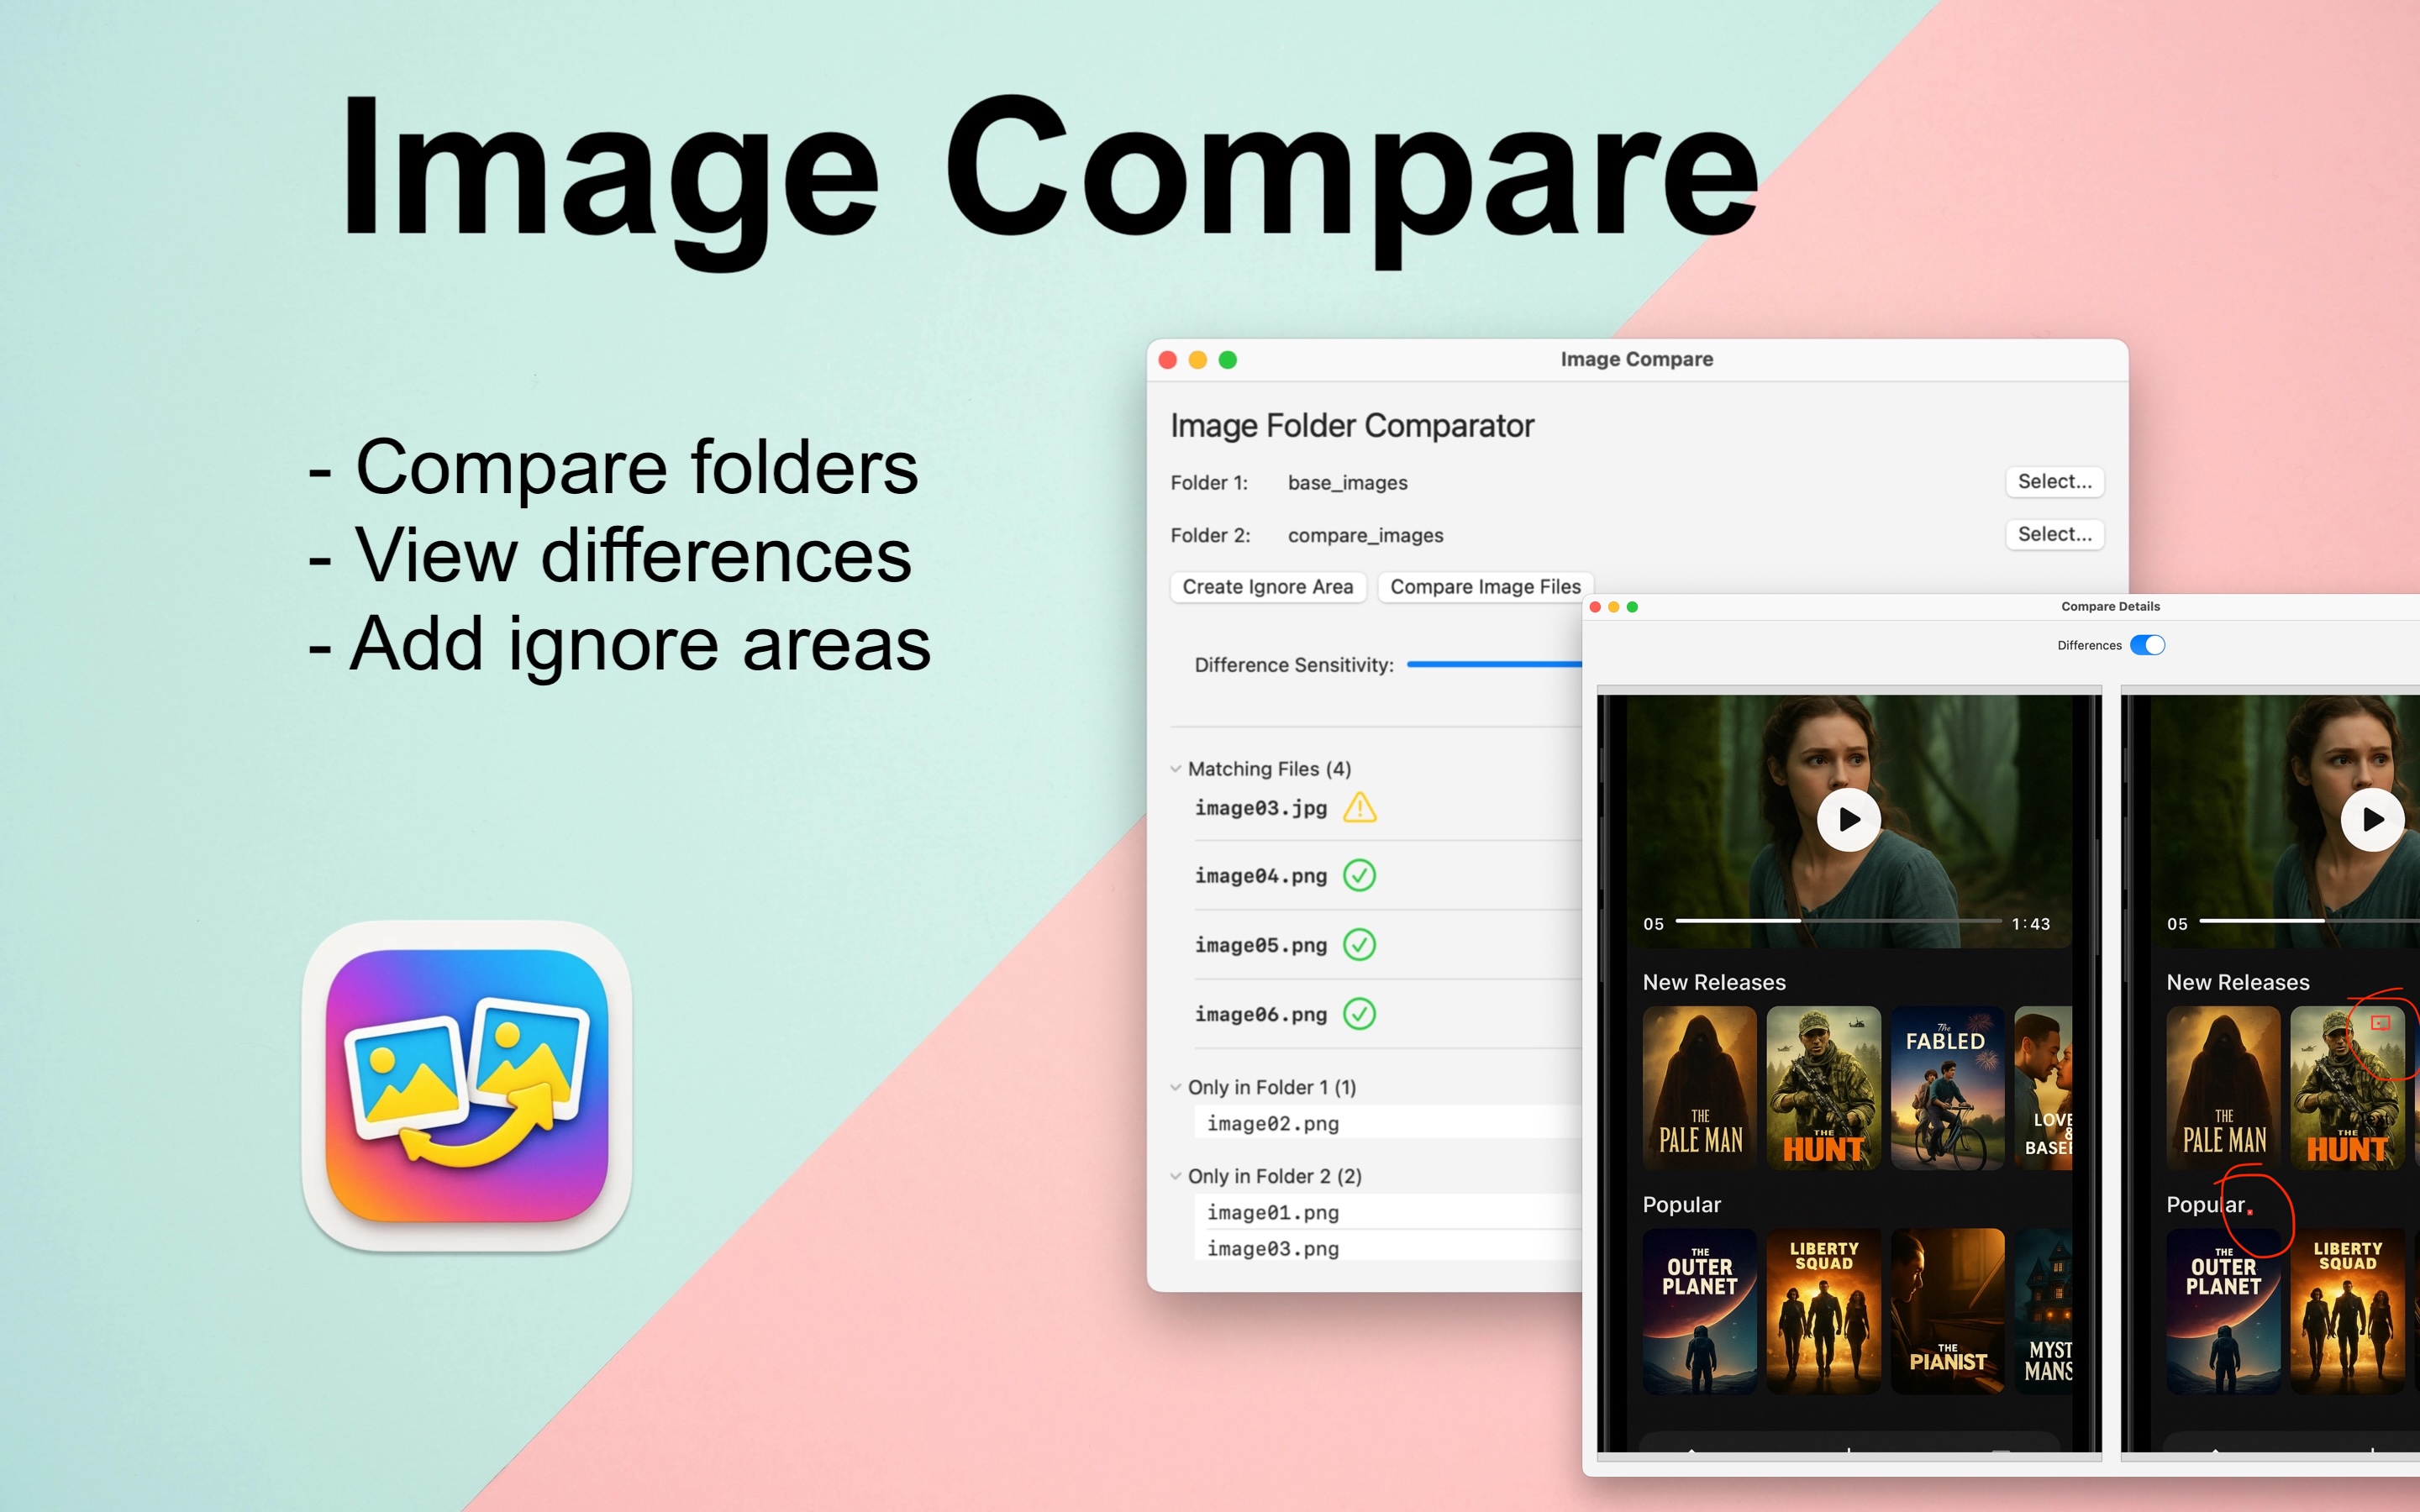 Image Compare
- Compare folders
- View differences
- Add ignore areas
Image Compare
Image Folder Comparator
Folder 1: base_images Select...
Folder 2: compare_images Select...
Create Ignore Area Compare Image Files
Difference Sensitivity:
Matching Files (4)
image03.jpg
image04.png
image05.png
image06.png
Only in Folder 1 (1)
image02.png
Only in Folder 2 (2)
image01.png
image03.png
Compare Details
Differences
05 1:43
New Releases
THE
PALE MAN
THE
HUNT
The
FABLED
LOVE
&
BASE
Popular
THE
OUTER
PLANET
LIBERTY
SQUAD
THE
PIANIST
MYST
MANS
05
New Releases
THE
PALE MAN
THE
HUNT
Popular.
THE
OUTER
PLANET
LIBERTY
SQUAD